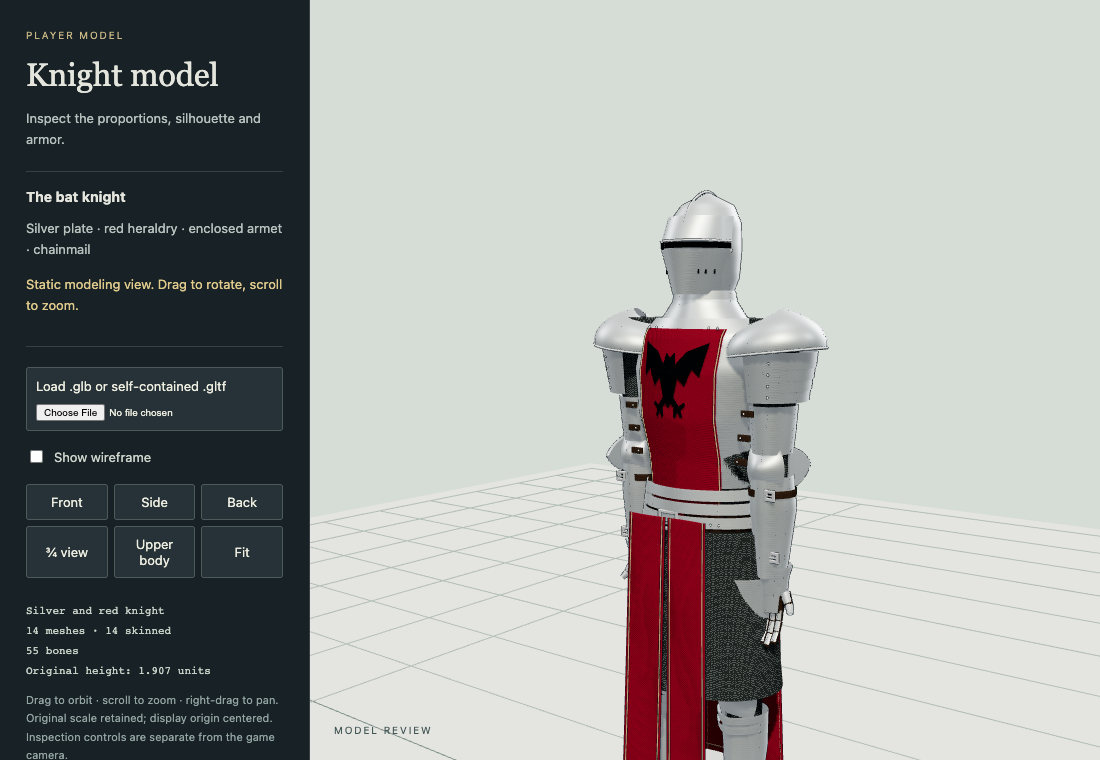 PLAYER MODEL
Knight model
Inspect the proportions, silhouette and
armor.
The bat knight
Silver plate · red heraldry · enclosed armet
· chainmail
Static modeling view. Drag to rotate, scroll
to zoom.
Load .glb or self-contained .gltf
Choose File No file chosen
Show wireframe
Front Side Back
¾ view Upper body Fit
Silver and red knight
14 meshes · 14 skinned
55 bones
Original height: 1.907 units
Drag to orbit · scroll to zoom · right-drag to pan.
Original scale retained; display origin centered.
Inspection controls are separate from the game
camera.
MODEL REVIEW